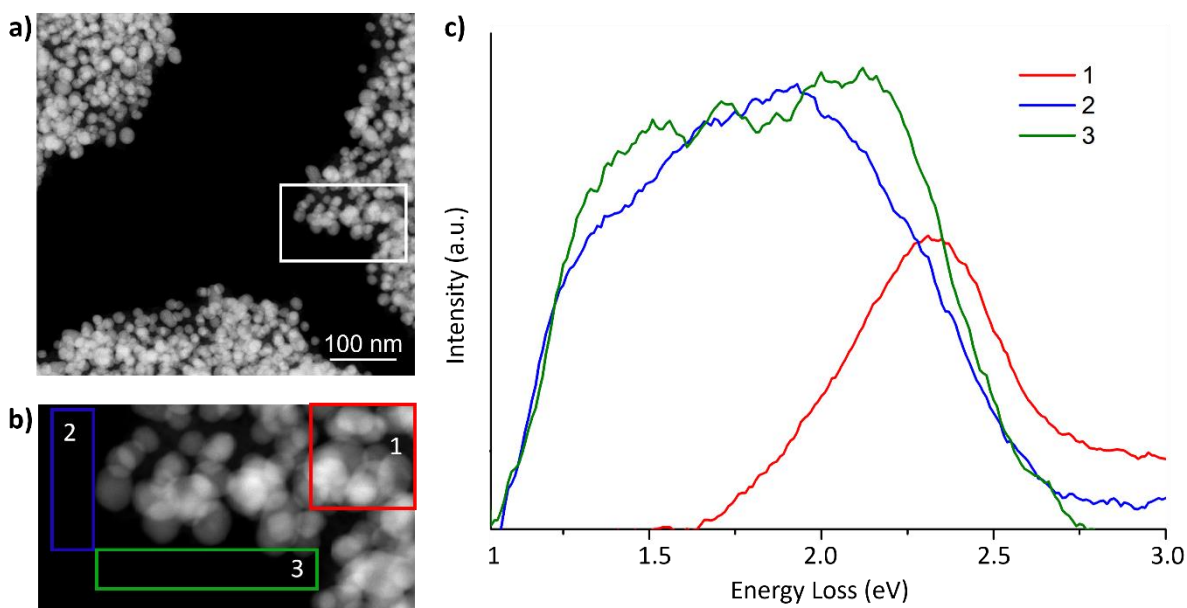 a)
100 nm
b)
2
1
3
c)
1
2
3
Intensity (a.u.)
1 1.5 2.0 2.5 3.0
Energy Loss (eV)